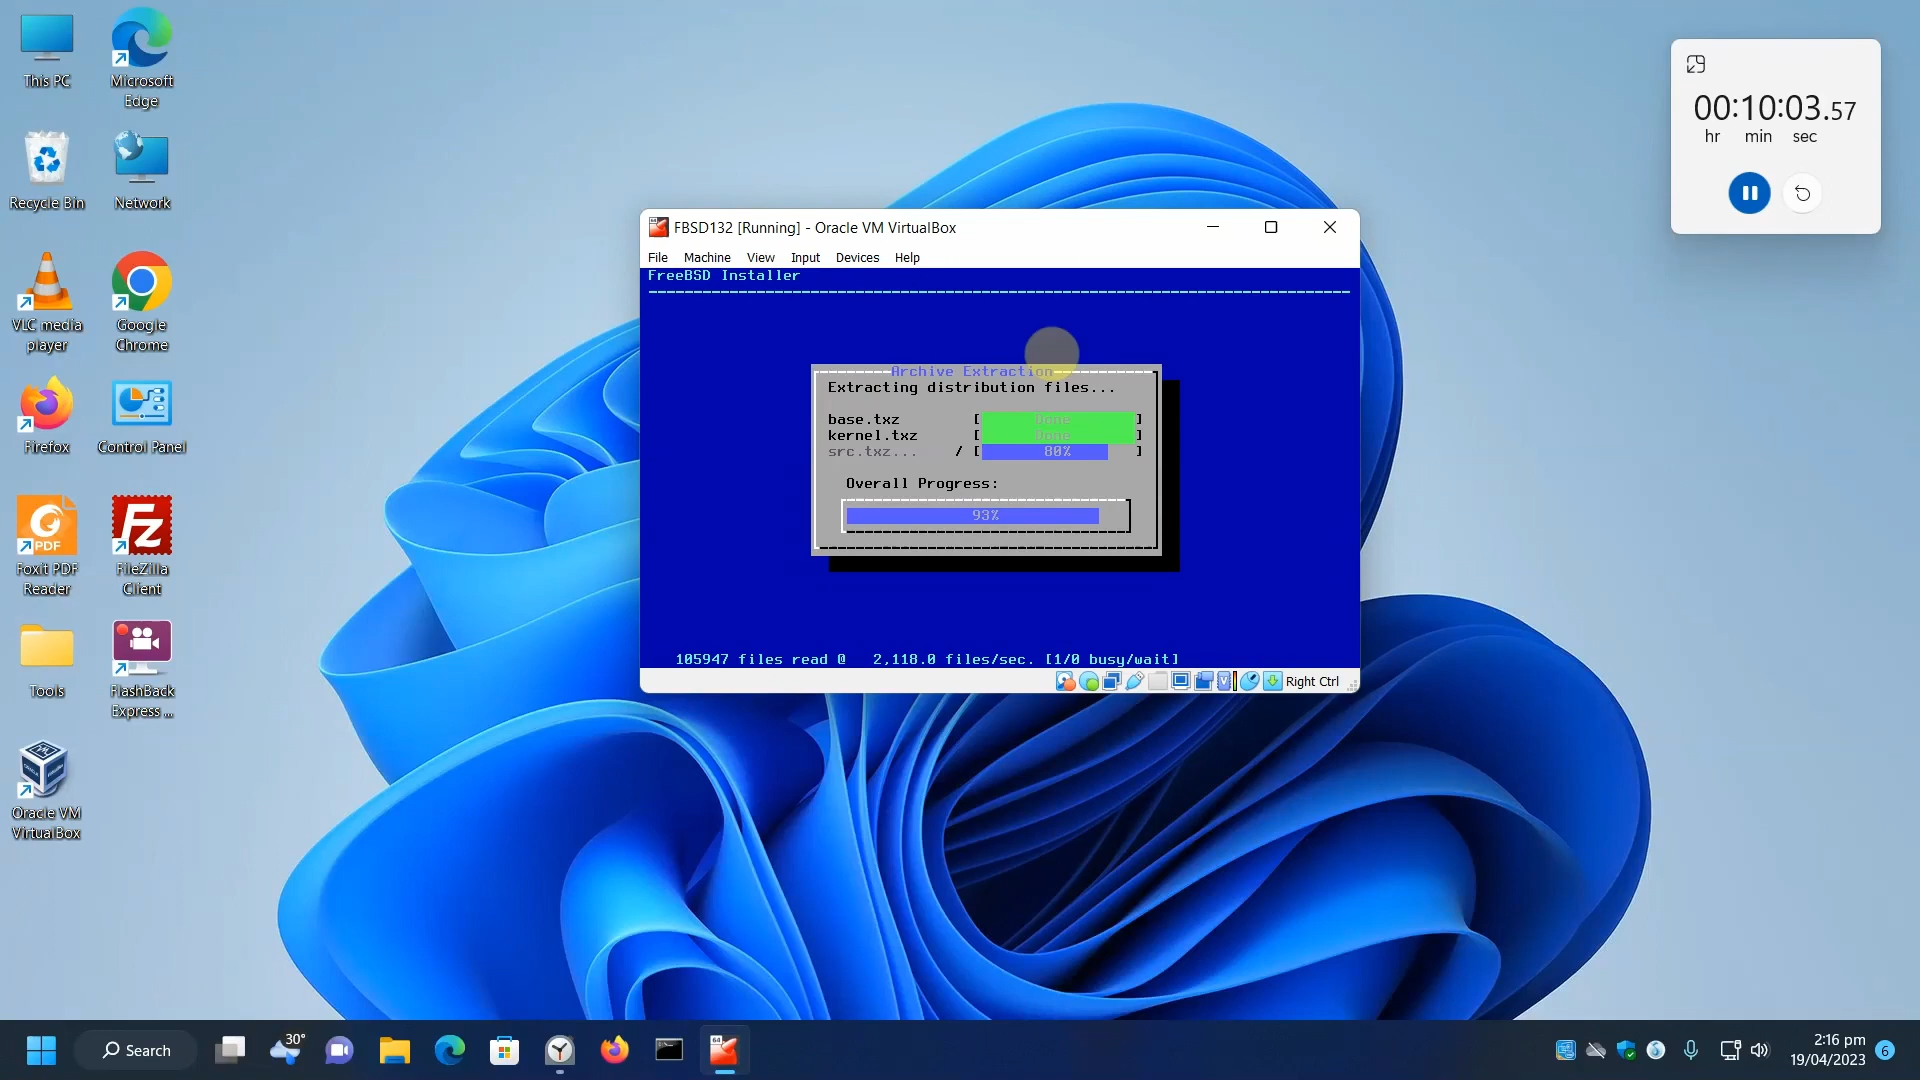 This PC
Microsoft
Edge
Recycle Bin
Network
VLC media
player
Google
Chrome
Firefox
Control Panel
PDF
Foxit PDF
Reader
Fz
FileZilla
Client
Tools
FlashBack
Express ...
Oracle VM
VirtualBox
00:10:03.57
hr min sec
64
FBSD132 [Running] - Oracle VM VirtualBox
File Machine View Input Devices Help
FreeBSD Installer
Archive Extraction
Extracting distribution files...
base.txz [ Done ]
kernel.txz [ Done ]
src.txz... / [ 80% ]
Overall Progress:
93%
105947 files read @ 2,118.0 files/sec. [1/0 busy/wait]
Right Ctrl
Search
30°
64
2:16 pm
19/04/2023
6